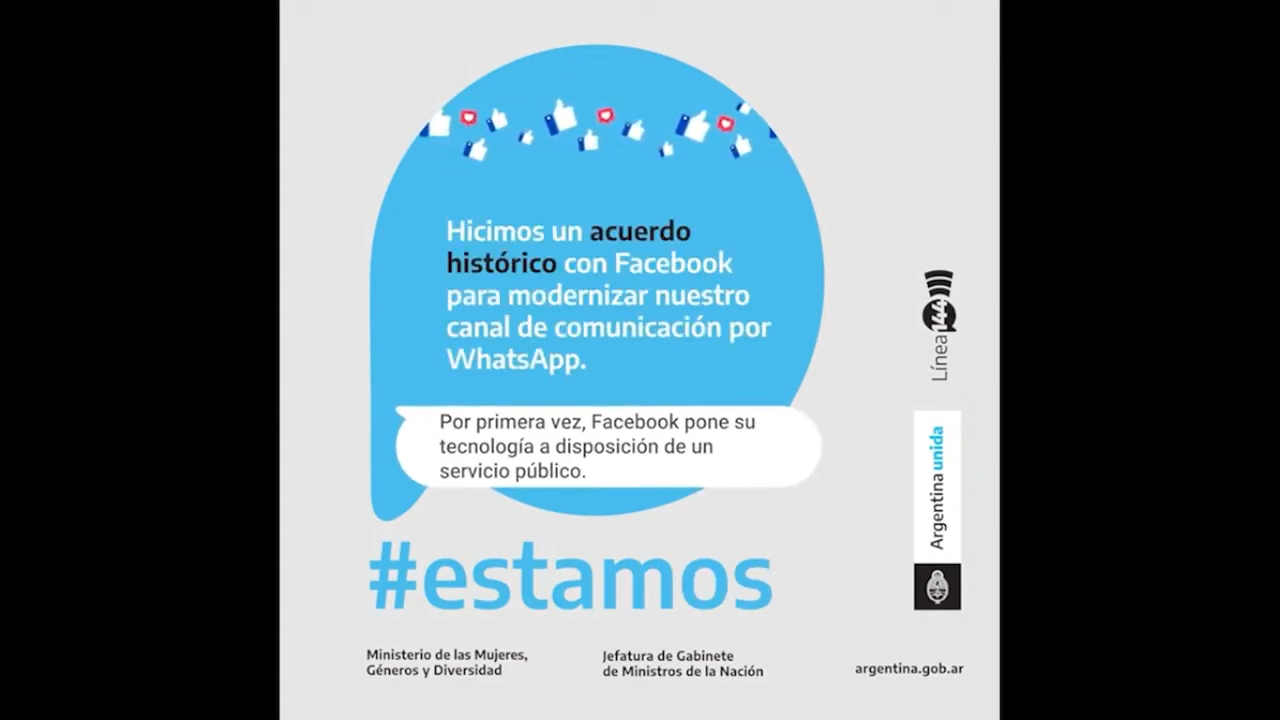 Hicimos un acuerdo
histórico con Facebook
para modernizar nuestro
canal de comunicación por
WhatsApp.
Por primera vez, Facebook pone su
tecnología a disposición de un
servicio público.
#estamos
Ministerio de las Mujeres,
Géneros y Diversidad
Jefatura de Gabinete
de Ministros de la Nación
argentina.gob.ar
Línea 144
Argentina unida